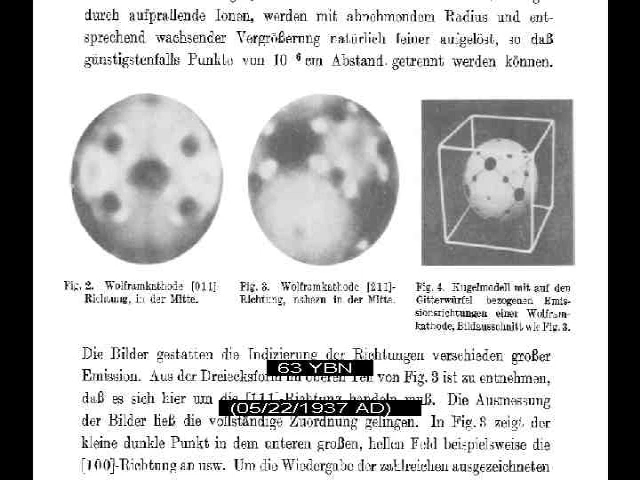 durch aufprallende Ionen, werden mit abnehmendem Radius und ent-
sprechend wachsender Vergrößerung natürlich feiner aufgelöst, so daß
günstigstenfalls Punkte von 10 6 cm Abstand getrennt werden können.
Fig. 2. Wolframkathode [011]-
Richtung, in der Mitte.
Fig. 3. Wolframkathode [211]-
Richtung, nahezu in der Mitte.
Fig. 4. Kugelmodell mit auf den
Gitterwürfel bezogenen Emis-
sionsrichtungen einer Wolfram-
kathode, Bildausschnitt wie Fig. 3.
Die Bilder gestatten die Indizierung der Richtungen verschieden großer
63 YBN
Emission. Aus der Dreiecksform im oberen Teil von Fig. 3 ist zu entnehmen,
daß es sich hier um die [111]-Richtung handeln muß. Die Ausmessung
(05/22/1937 AD)
der Bilder ließ die vollständige Zuordnung gelingen. In Fig. 3 zeigt der
kleine dunkle Punkt in dem unteren großen, hellen Feld beispielsweise die
[100]-Richtung an usw. Um die Wiedergabe der zahlreichen ausgezeichneten